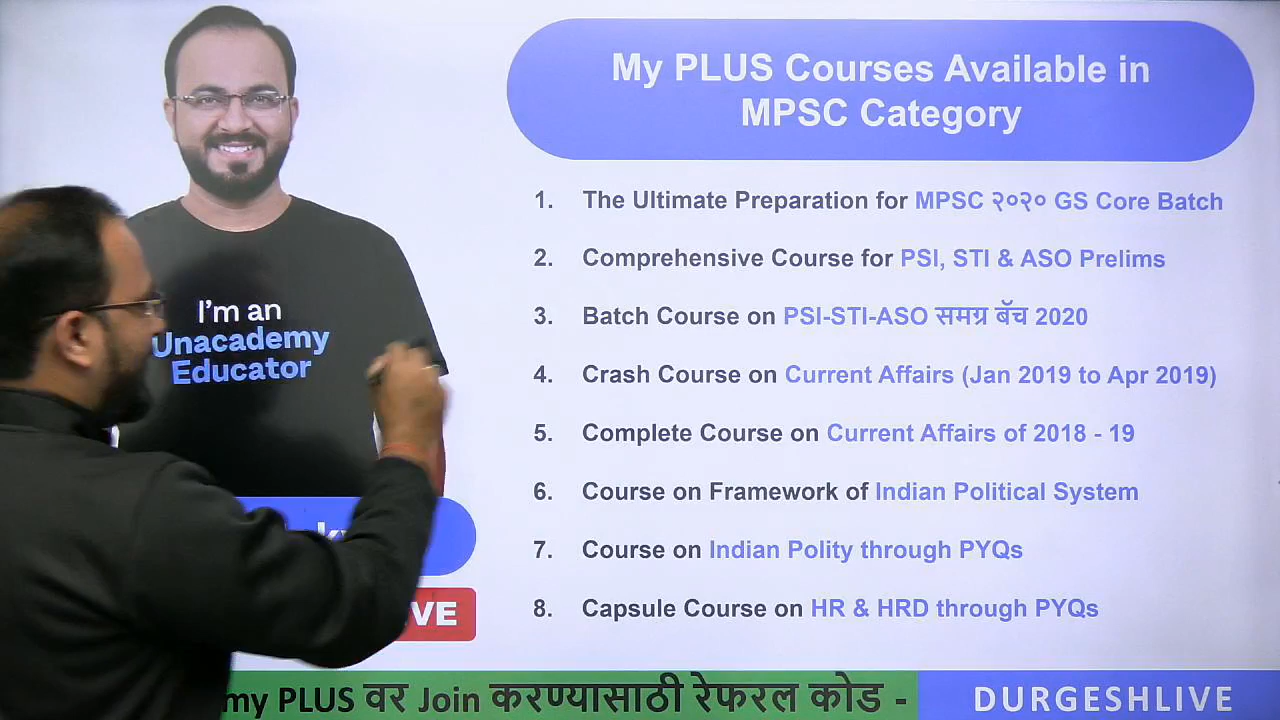 My PLUS Courses Available in
MPSC Category
1. The Ultimate Preparation for MPSC २०२० GS Core Batch
2. Comprehensive Course for PSI, STI & ASO Prelims
3. Batch Course on PSI-STI-ASO समग्र बॅच 2020
4. Crash Course on Current Affairs (Jan 2019 to Apr 2019)
5. Complete Course on Current Affairs of 2018 - 19
6. Course on Framework of Indian Political System
7. Course on Indian Polity through PYQs
8. Capsule Course on HR & HRD through PYQs
I'm an
Unacademy
Educator
my PLUS वर Join करण्यासाठी रेफरल कोड - DURGESHLIVE